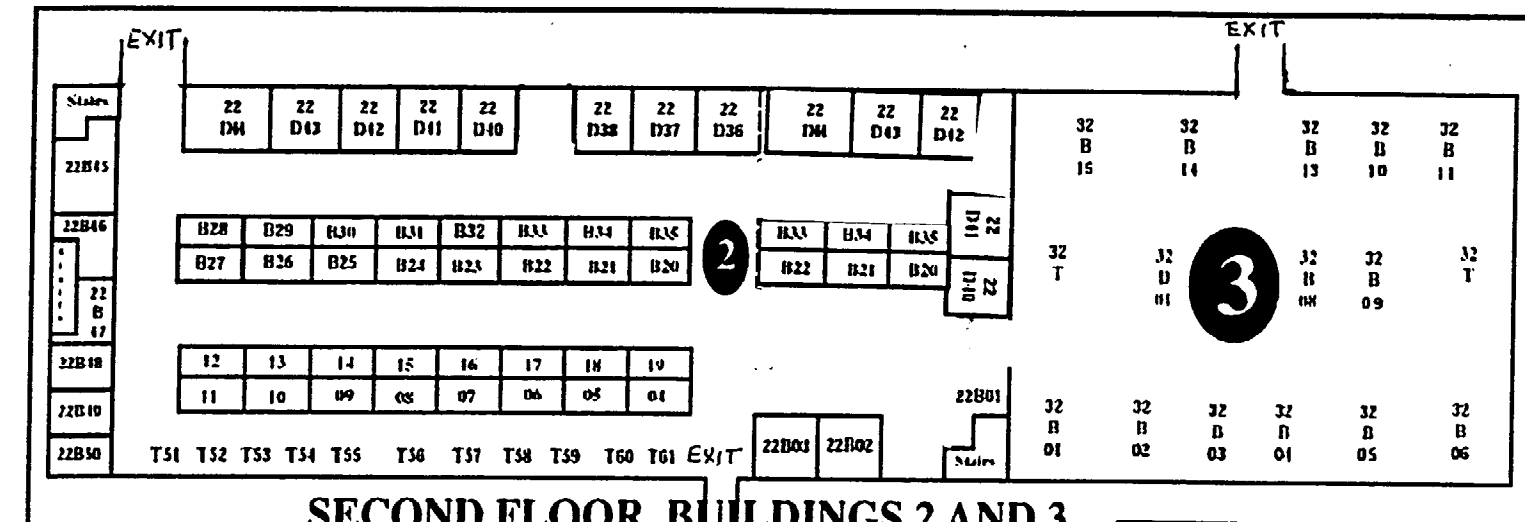 EXIT EXIT
Stairs
22 D43 22 D42 22 D41 22 D40 22 D38 22 D37 22 D36 22 22 D43 22 D42
32 B 15 32 B 14 32 B 13 32 B 10 32 B 11
22B45
22B46
B28 B29 B30 B31 B32 B33 B34 B35 B33 B34 B35
B27 B26 B25 B24 B23 B22 B21 B20 B22 B21 B20
2
22 D41
22 D40
32 T 32 D 01 3 32 B 08 32 B 09 32 T
22 B 47
22B48
12 13 14 15 16 17 18 19
11 10 09 08 07 06 05 04
22B49
22B01
22B50
T51 T52 T53 T54 T55 T56 T57 T58 T59 T60 T61 EXIT 22B03 22B02 Stairs
32 B 01 32 B 02 32 B 03 32 B 32 B 05 32 B 06
SECOND FLOOR BUILDINGS 2 AND 3